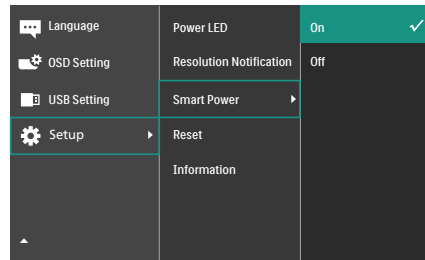 Language
OSD Setting
USB Setting
Setup
Power LED
Resolution Notification
Smart Power
Reset
Information
On
Off